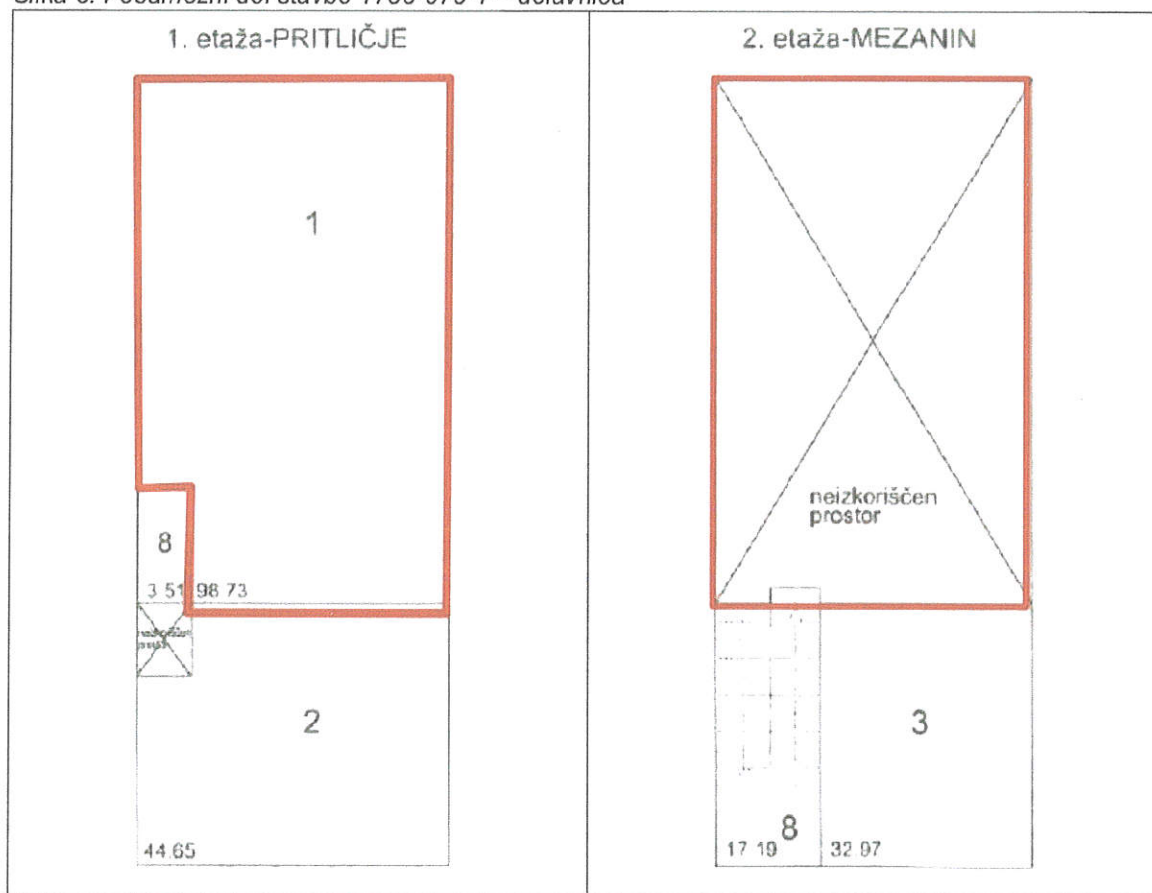 1. etaža-PRITLIČJE
1
8
3 51 98 73
2
44.65
2. etaža-MEZANIN
neizkoriščen
prostor
3
8
17 19 32 97